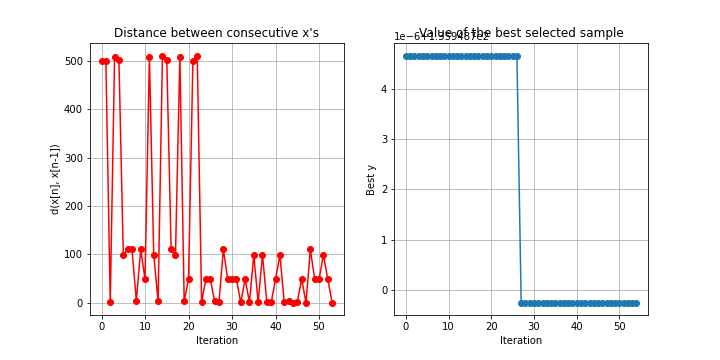 Distance between consecutive x's
500
400
300
200
100
0
0 10 20 30 40 50
d(x[n], x[n-1])
Iteration
Value of the best selected sample
4
3
2
1
0
0 10 20 30 40 50
Best y
Iteration